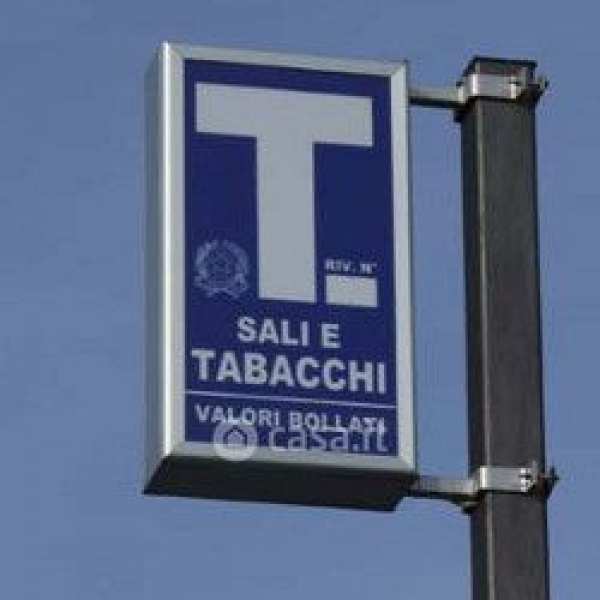 T
RIV. N°
SALI E
TABACCHI
VALORI BOLLATI
casa.it